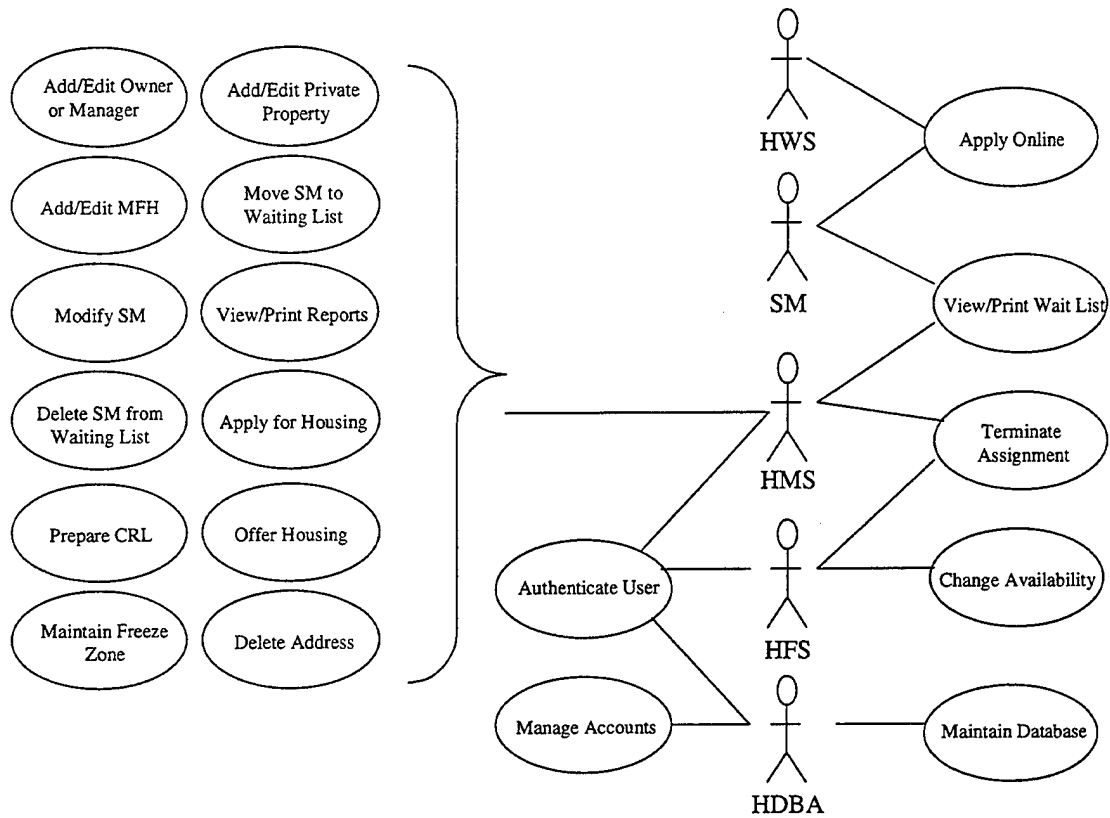 Add/Edit Owner
or Manager
Add/Edit Private
Property
Add/Edit MFH
Move SM to
Waiting List
Modify SM
View/Print Reports
Delete SM from
Waiting List
Apply for Housing
Prepare CRL
Offer Housing
Maintain Freeze
Zone
Delete Address
HWS
Apply Online
SM
View/Print Wait List
HMS
Terminate
Assignment
Authenticate User
HFS
Change Availability
Manage Accounts
HDBA
Maintain Database